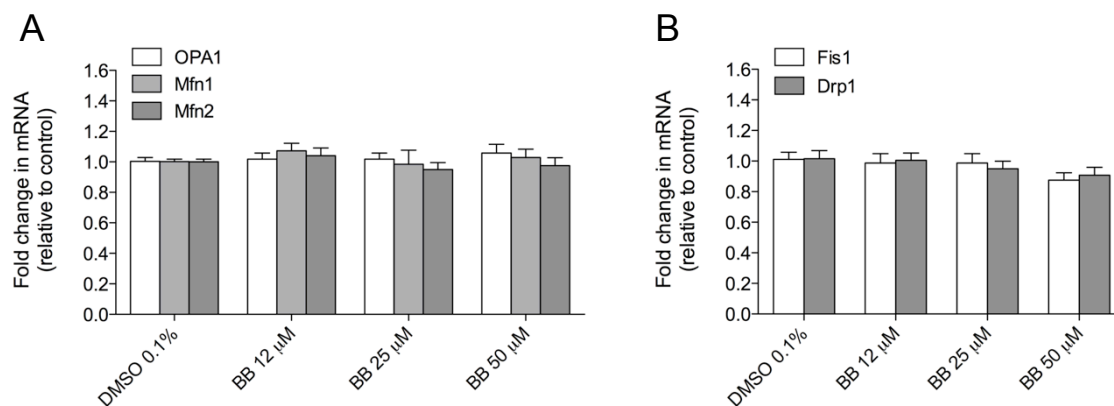 A
OPA1
Mfn1
Mfn2
Fold change in mRNA
(relative to control)
1.6
1.4
1.2
1.0
0.8
0.6
0.4
0.2
0.0
DMSO 0.1%
BB 12 μM
BB 25 μM
BB 50 μM
B
Fis1
Drp1
Fold change in mRNA
(relative to control)
1.6
1.4
1.2
1.0
0.8
0.6
0.4
0.2
0.0
DMSO 0.1%
BB 12 μM
BB 25 μM
BB 50 μM